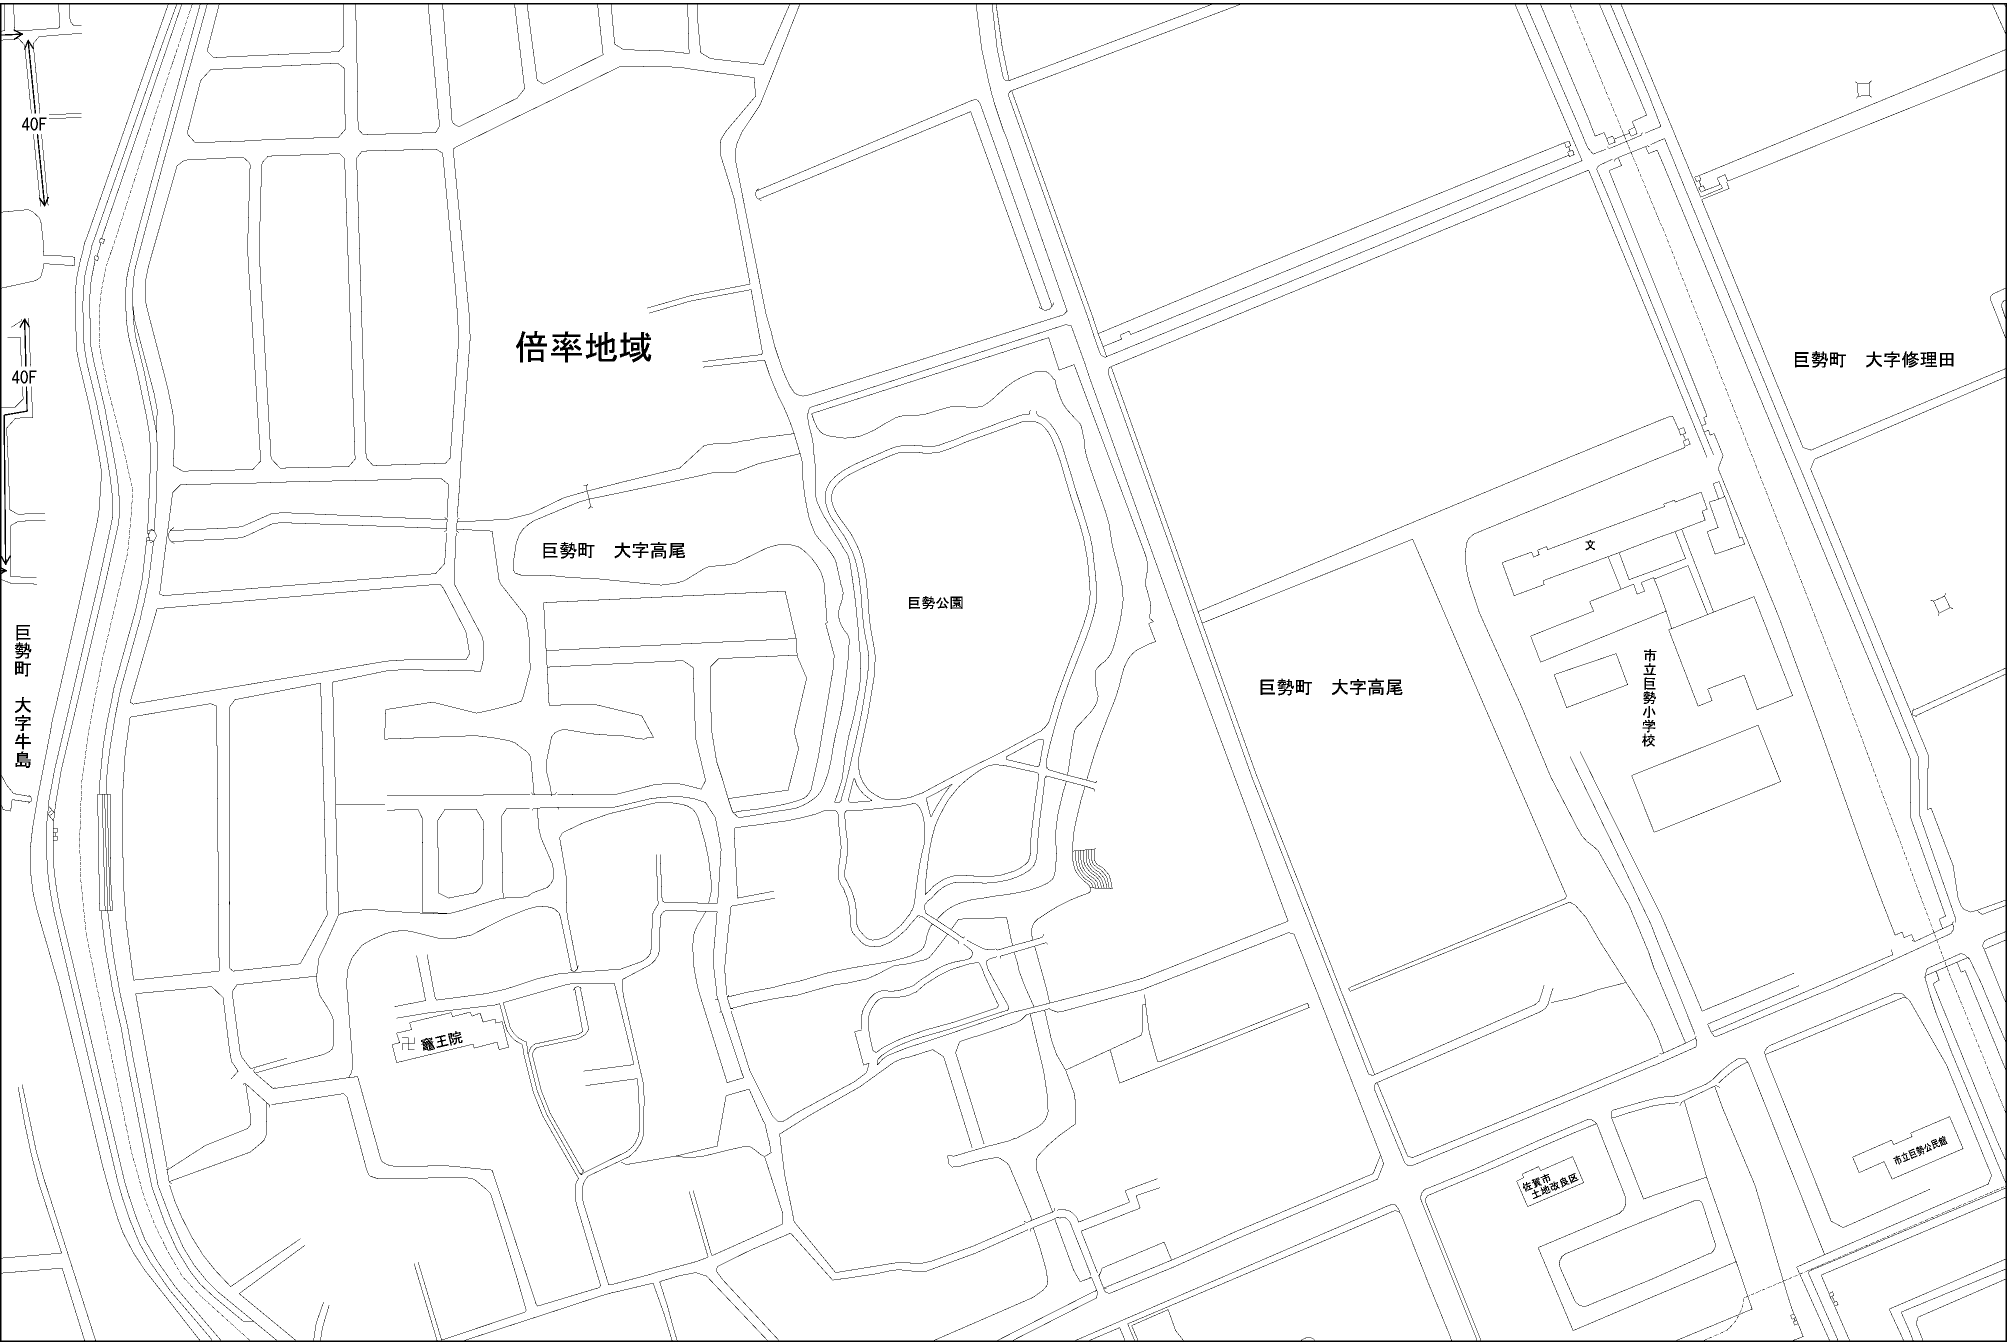 40F
倍率地域
巨勢町　大字修理田
40F
巨勢町　大字高尾
文
巨勢公園
巨勢町　大字牛島
市立巨勢小学校
巨勢町　大字高尾
卍 龗王院
市立巨勢公民館
佐賀市
土地改良区